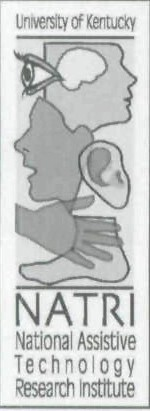 University of Kentucky
NATRI
National Assistive
Technology
Research Institute